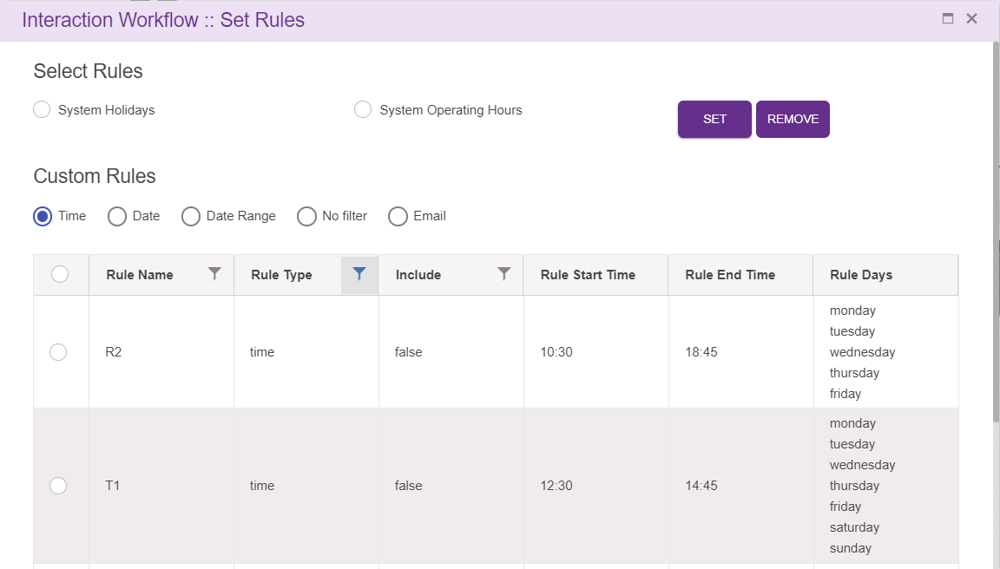 Interaction Workflow :: Set Rules
Select Rules
System Holidays
System Operating Hours
SET
REMOVE
Custom Rules
Time
Date
Date Range
No filter
Email
Rule Name
Rule Type
Include
Rule Start Time
Rule End Time
Rule Days
R2
time
false
10:30
18:45
monday
tuesday
wednesday
thursday
friday
T1
time
false
12:30
14:45
monday
tuesday
wednesday
thursday
friday
saturday
sunday